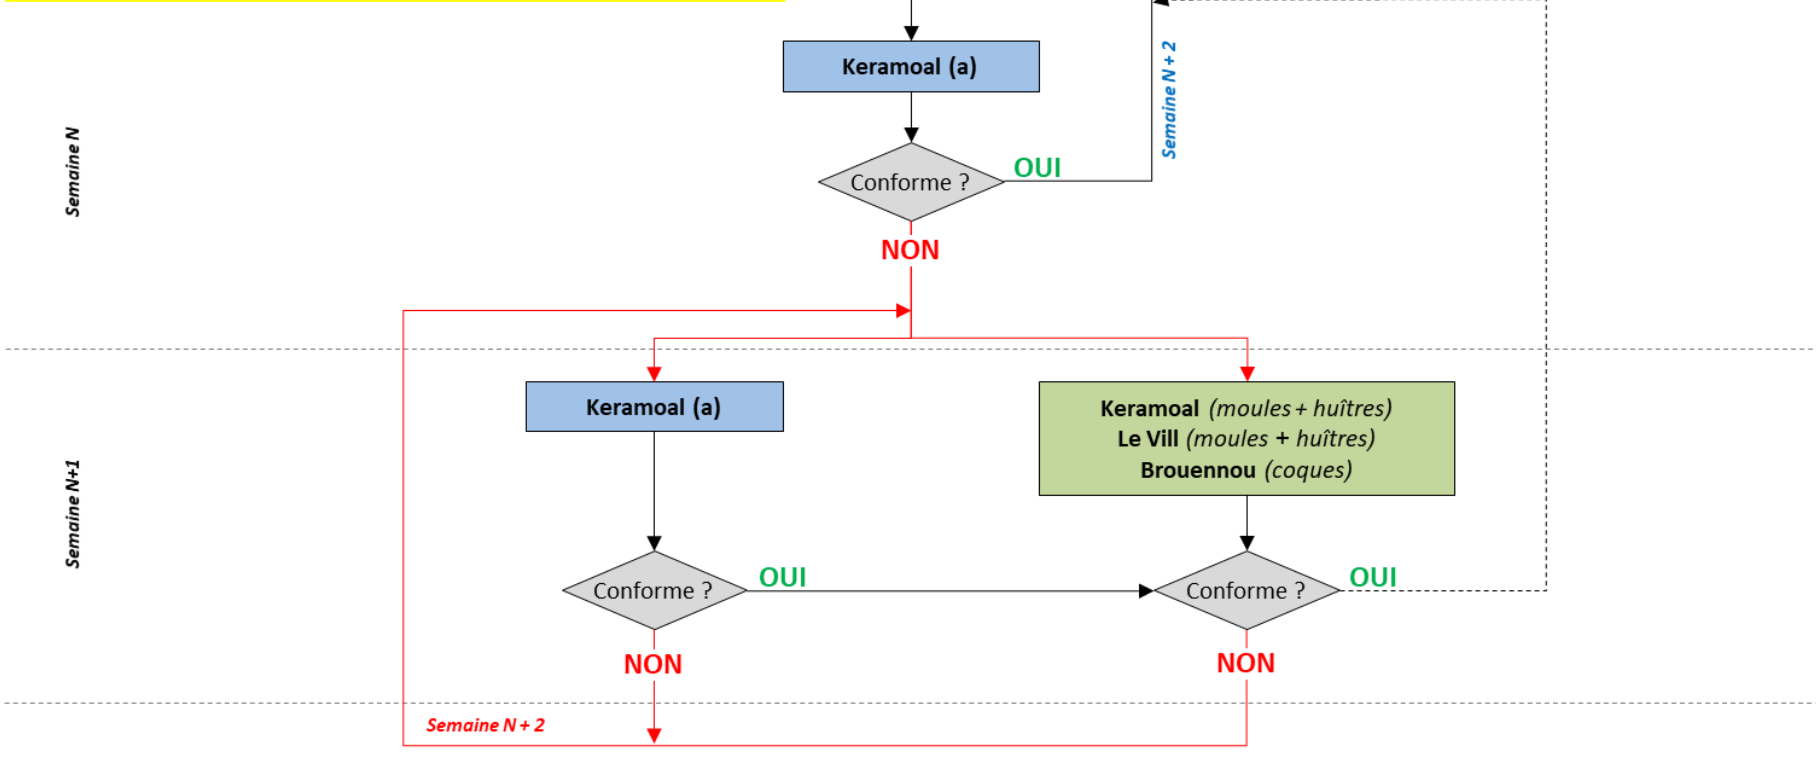 Keramoal (a)
Semaine N + 2
Semaine N
Conforme ?
OUI
NON
Keramoal (a)
Keramoal (moules + huîtres)
Le Vill (moules + huîtres)
Brouennou (coques)
Semaine N+1
Conforme ?
OUI
Conforme ?
OUI
NON
NON
Semaine N + 2